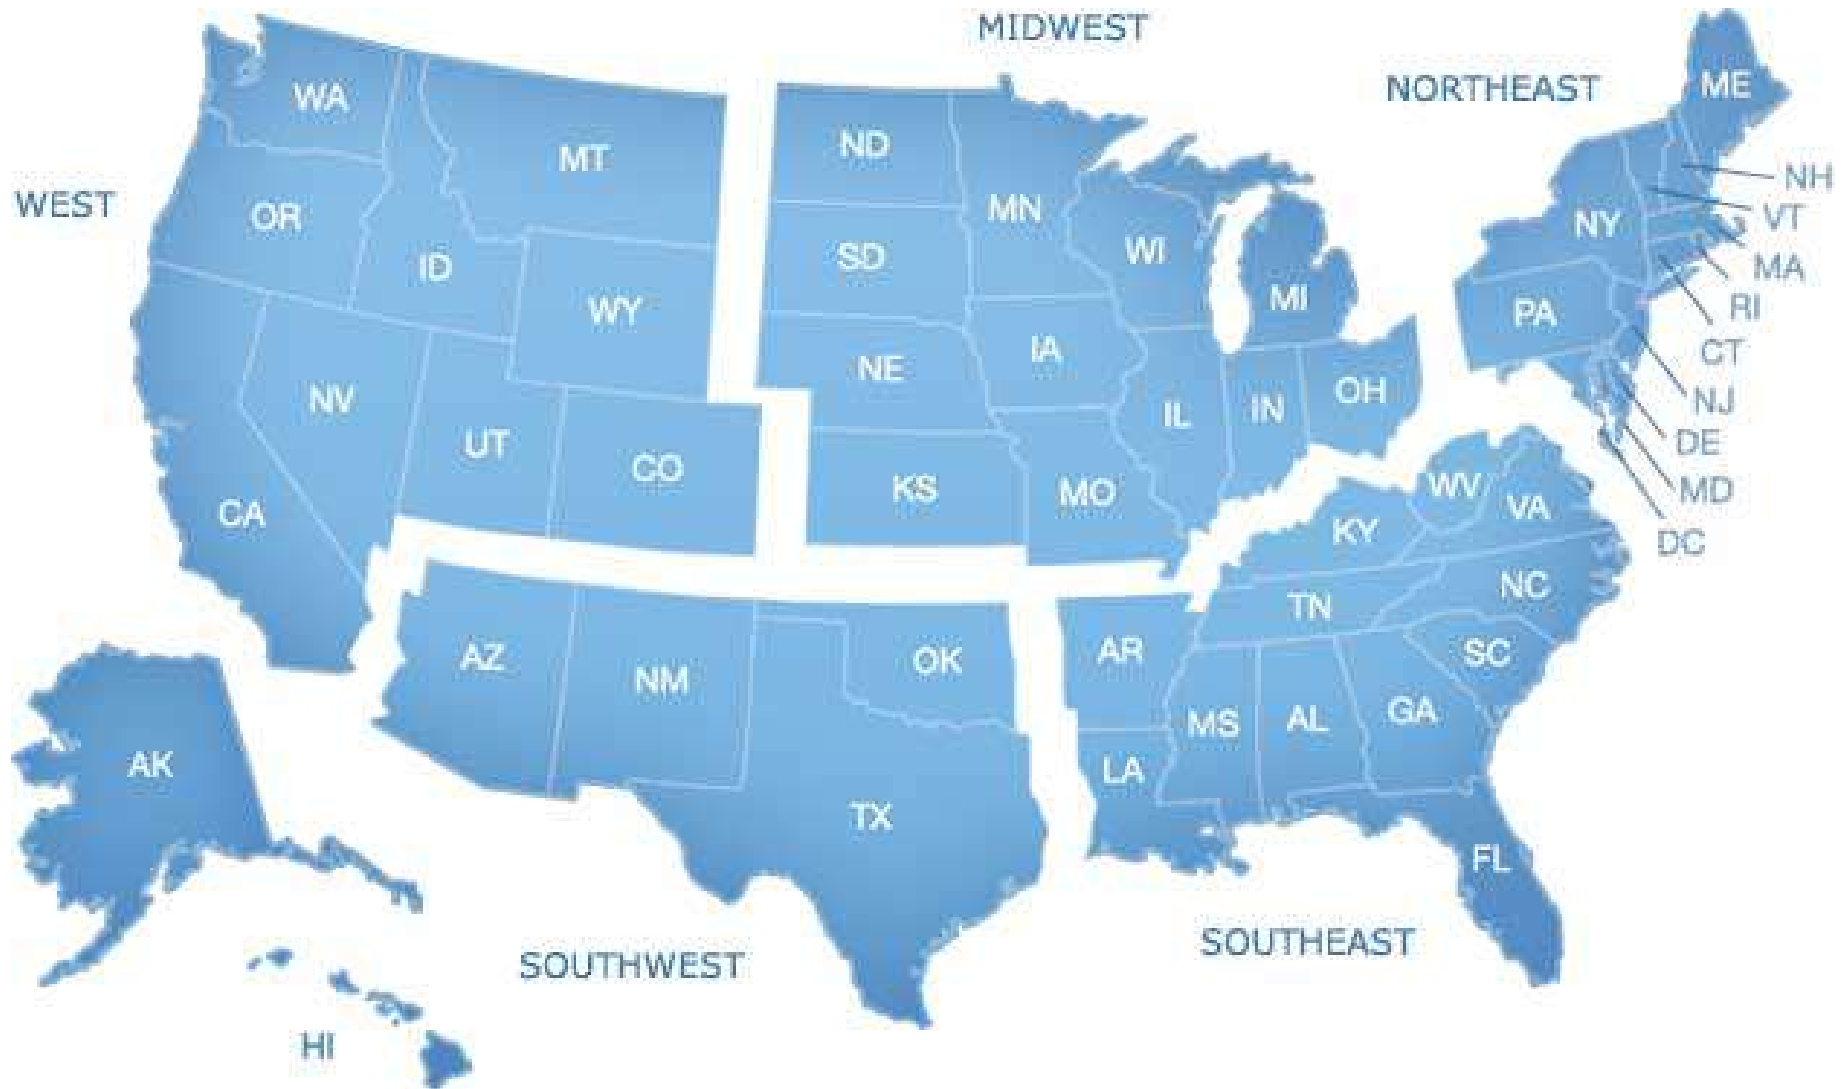 MIDWEST
NORTHEAST
WEST
SOUTHWEST
SOUTHEAST
WA
OR
ID
MT
WY
NV
UT
CO
CA
AK
HI
ND
SD
NE
KS
MN
IA
MO
WI
IL
IN
MI
OH
ME
NH
VT
NY
MA
RI
PA
CT
NJ
DE
MD
DC
AZ
NM
OK
TX
AR
LA
KY
WV
VA
TN
NC
SC
MS
AL
GA
FL